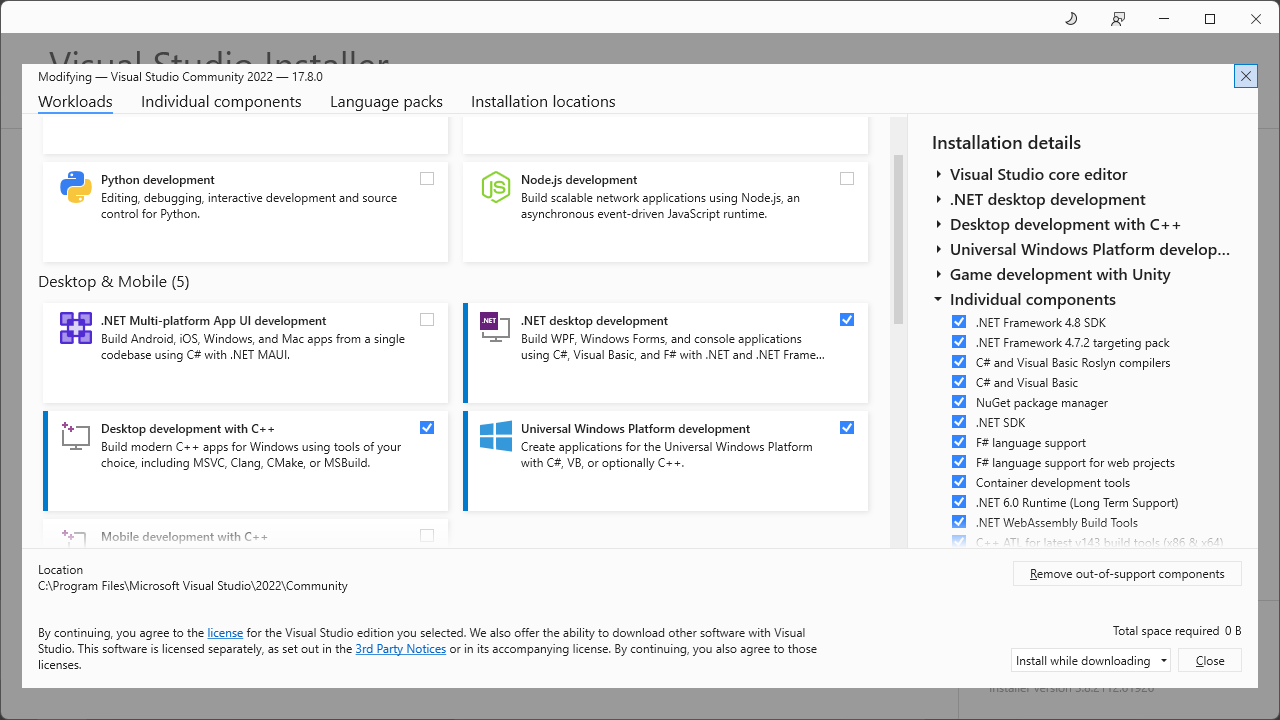 Visual Studio Installer
Modifying — Visual Studio Community 2022 — 17.8.0
Workloads
Individual components
Language packs
Installation locations
Python development
Editing, debugging, interactive development and source
control for Python.
Node.js development
Build scalable network applications using Node.js, an
asynchronous event-driven JavaScript runtime.
Desktop & Mobile (5)
.NET Multi-platform App UI development
Build Android, iOS, Windows, and Mac apps from a single
codebase using C# with .NET MAUI.
.NET
.NET desktop development
Build WPF, Windows Forms, and console applications
using C#, Visual Basic, and F# with .NET and .NET Frame...
Desktop development with C++
Build modern C++ apps for Windows using tools of your
choice, including MSVC, Clang, CMake, or MSBuild.
Universal Windows Platform development
Create applications for the Universal Windows Platform
with C#, VB, or optionally C++.
Mobile development with C++
Installation details
Visual Studio core editor
.NET desktop development
Desktop development with C++
Universal Windows Platform develop...
Game development with Unity
Individual components
.NET Framework 4.8 SDK
.NET Framework 4.7.2 targeting pack
C# and Visual Basic Roslyn compilers
C# and Visual Basic
NuGet package manager
.NET SDK
F# language support
F# language support for web projects
Container development tools
.NET 6.0 Runtime (Long Term Support)
.NET WebAssembly Build Tools
C++ ATL for latest v143 build tools (x86 & x64)
Location
C:\Program Files\Microsoft Visual Studio\2022\Community
Remove out-of-support components
By continuing, you agree to the license for the Visual Studio edition you selected. We also offer the ability to download other software with Visual
Studio. This software is licensed separately, as set out in the 3rd Party Notices or in its accompanying license. By continuing, you also agree to those
licenses.
Total space required 0 B
Install while downloading
Close